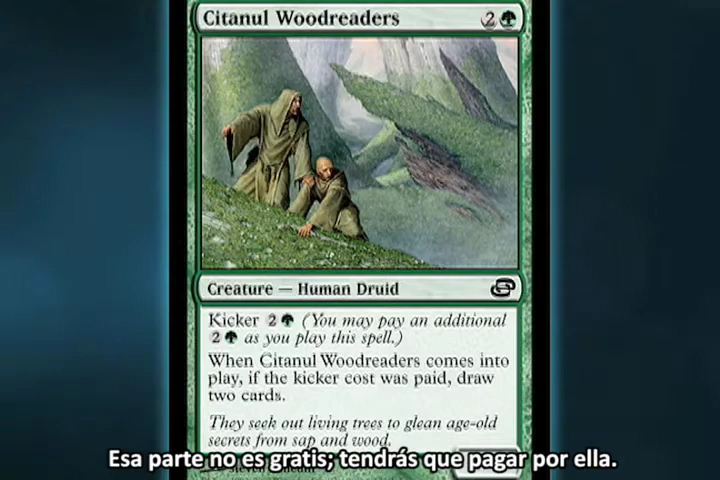 Citanul Woodreaders 2
Creature — Human Druid
Kicker 2 (You may pay an additional
2 as you play this spell.)
When Citanul Woodreaders comes into
play, if the kicker cost was paid, draw
two cards.
They seek out living trees to glean age-old
secrets from sap and wood.
Esa parte no es gratis; tendrás que pagar por ella.